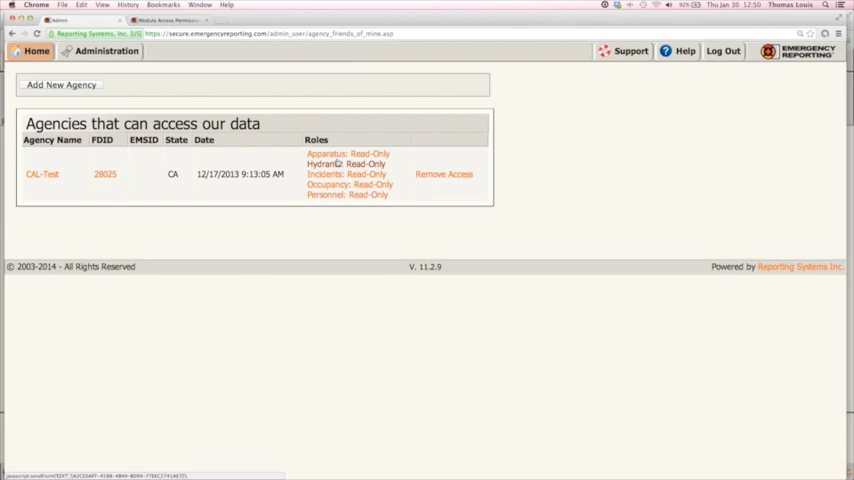 Chrome File Edit View History Bookmarks Window Help
92% Thu Jan 30 12:50 Thomas Louis
Admin
Module Access Permissio
Reporting Systems, Inc. [US] https://secure.emergencyreporting.com/admin_user/agency_friends_of_mine.asp
Home Administration Support Help Log Out EMERGENCY REPORTING
Add New Agency
Agencies that can access our data
Agency Name FDID EMSID State Date Roles
Apparatus: Read-Only
Hydrants: Read-Only
CAL-Test 28025 CA 12/17/2013 9:13:05 AM Incidents: Read-Only Remove Access
Occupancy: Read-Only
Personnel: Read-Only
© 2003-2014 - All Rights Reserved V. 11.2.9 Powered by Reporting Systems Inc.